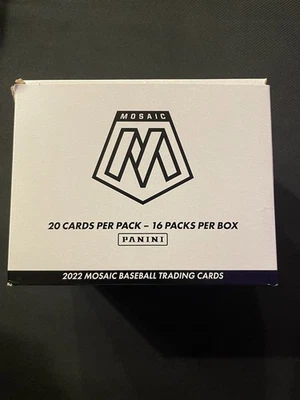 MOSAIC
M
20 CARDS PER PACK – 16 PACKS PER BOX
PANINI
2022 MOSAIC BASEBALL TRADING CARDS